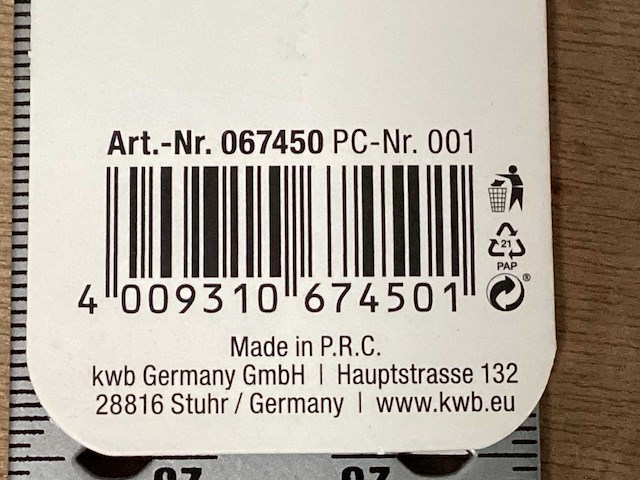 Art.-Nr. 067450 PC-Nr. 001
21
PAP
®
4 009310 674501
Made in P.R.C.
kwb Germany GmbH | Hauptstrasse 132
28816 Stuhr / Germany | www.kwb.eu